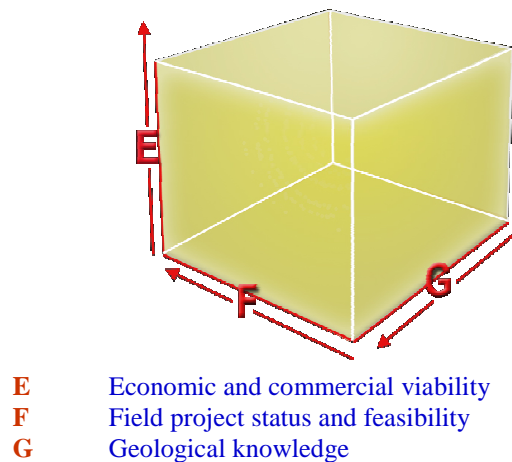 E
F
G
E Economic and commercial viability
F Field project status and feasibility
G Geological knowledge